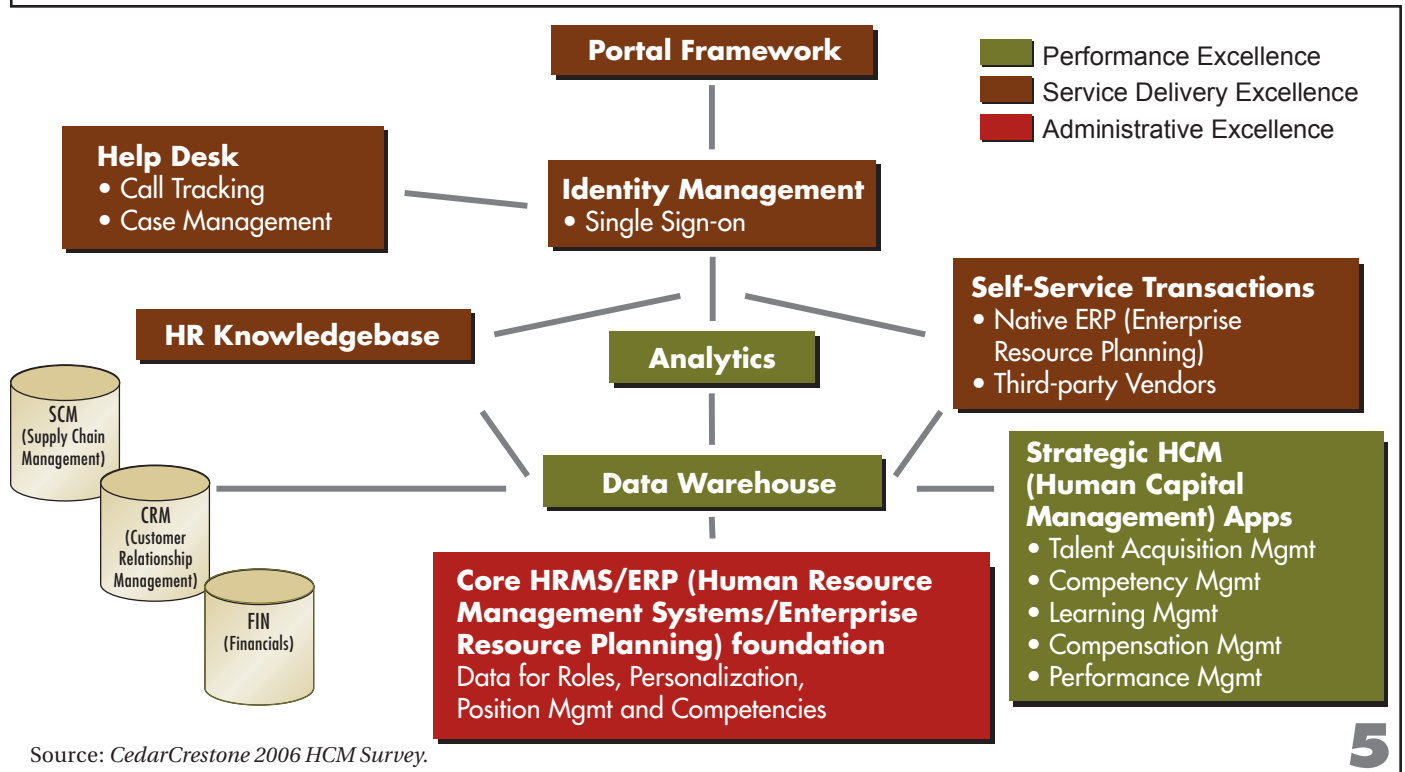 Portal Framework
Performance Excellence
Service Delivery Excellence
Administrative Excellence
Help Desk
• Call Tracking
• Case Management
Identity Management
• Single Sign-on
HR Knowledgebase
Analytics
Self-Service Transactions
• Native ERP (Enterprise
Resource Planning)
• Third-party Vendors
SCM
(Supply Chain
Management)
CRM
(Customer
Relationship
Management)
FIN
(Financials)
Data Warehouse
Strategic HCM
(Human Capital
Management) Apps
• Talent Acquisition Mgmt
• Competency Mgmt
• Learning Mgmt
• Compensation Mgmt
• Performance Mgmt
Core HRMS/ERP (Human Resource
Management Systems/Enterprise
Resource Planning) foundation
Data for Roles, Personalization,
Position Mgmt and Competencies
Source: CedarCrestone 2006 HCM Survey.
5